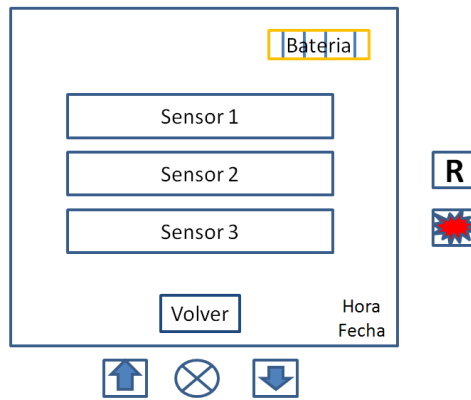 Bateria
Sensor 1
Sensor 2
R
Sensor 3
Volver
Hora
Fecha